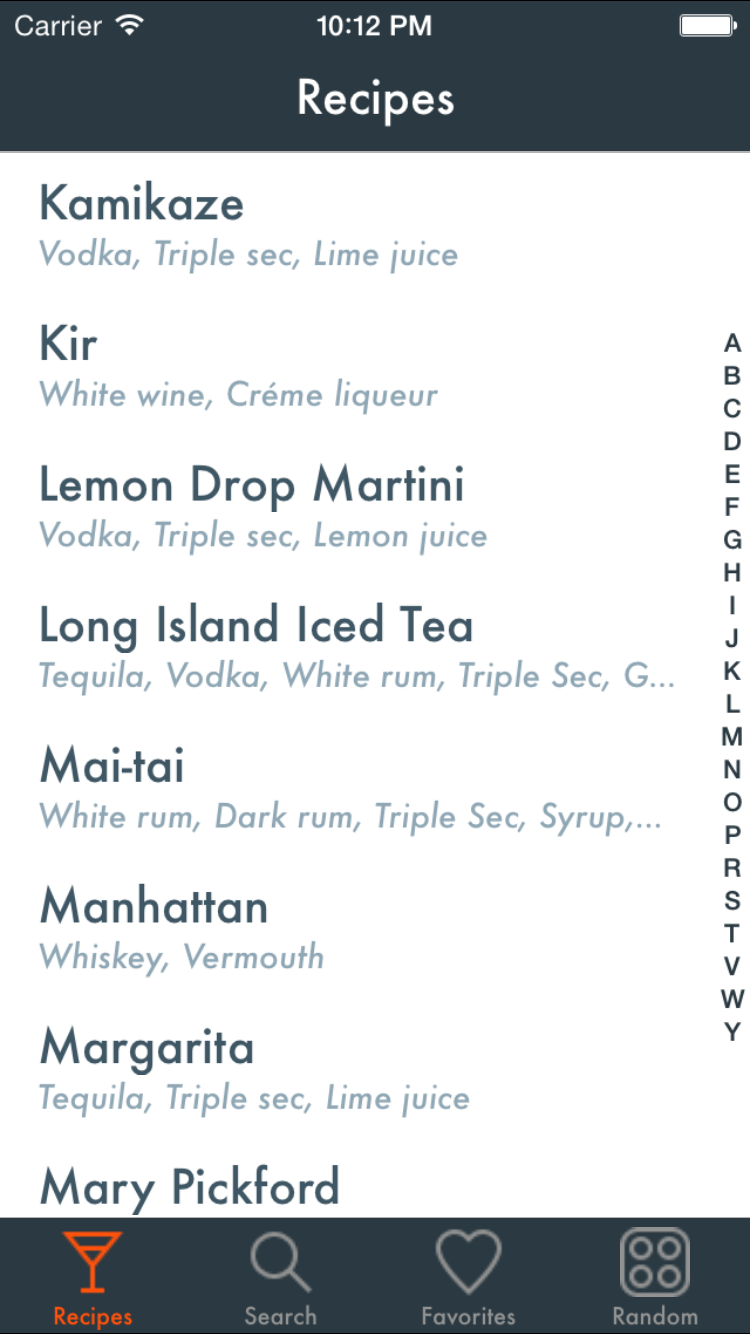 Carrier 10:12 PM
Recipes
Kamikaze
Vodka, Triple sec, Lime juice
Kir
White wine, Créme liqueur
Lemon Drop Martini
Vodka, Triple sec, Lemon juice
Long Island Iced Tea
Tequila, Vodka, White rum, Triple Sec, G...
Mai-tai
White rum, Dark rum, Triple Sec, Syrup,...
Manhattan
Whiskey, Vermouth
Margarita
Tequila, Triple sec, Lime juice
Mary Pickford
A
B
C
D
E
F
G
H
I
J
K
L
M
N
O
P
R
S
T
V
W
Y
Recipes Search Favorites Random